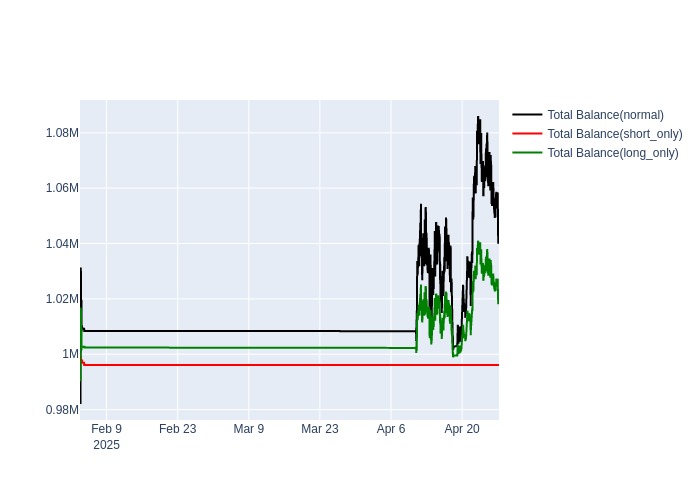 Total Balance(normal)
Total Balance(short_only)
Total Balance(long_only)
1.08M
1.06M
1.04M
1.02M
1M
0.98M
Feb 9
2025
Feb 23
Mar 9
Mar 23
Apr 6
Apr 20